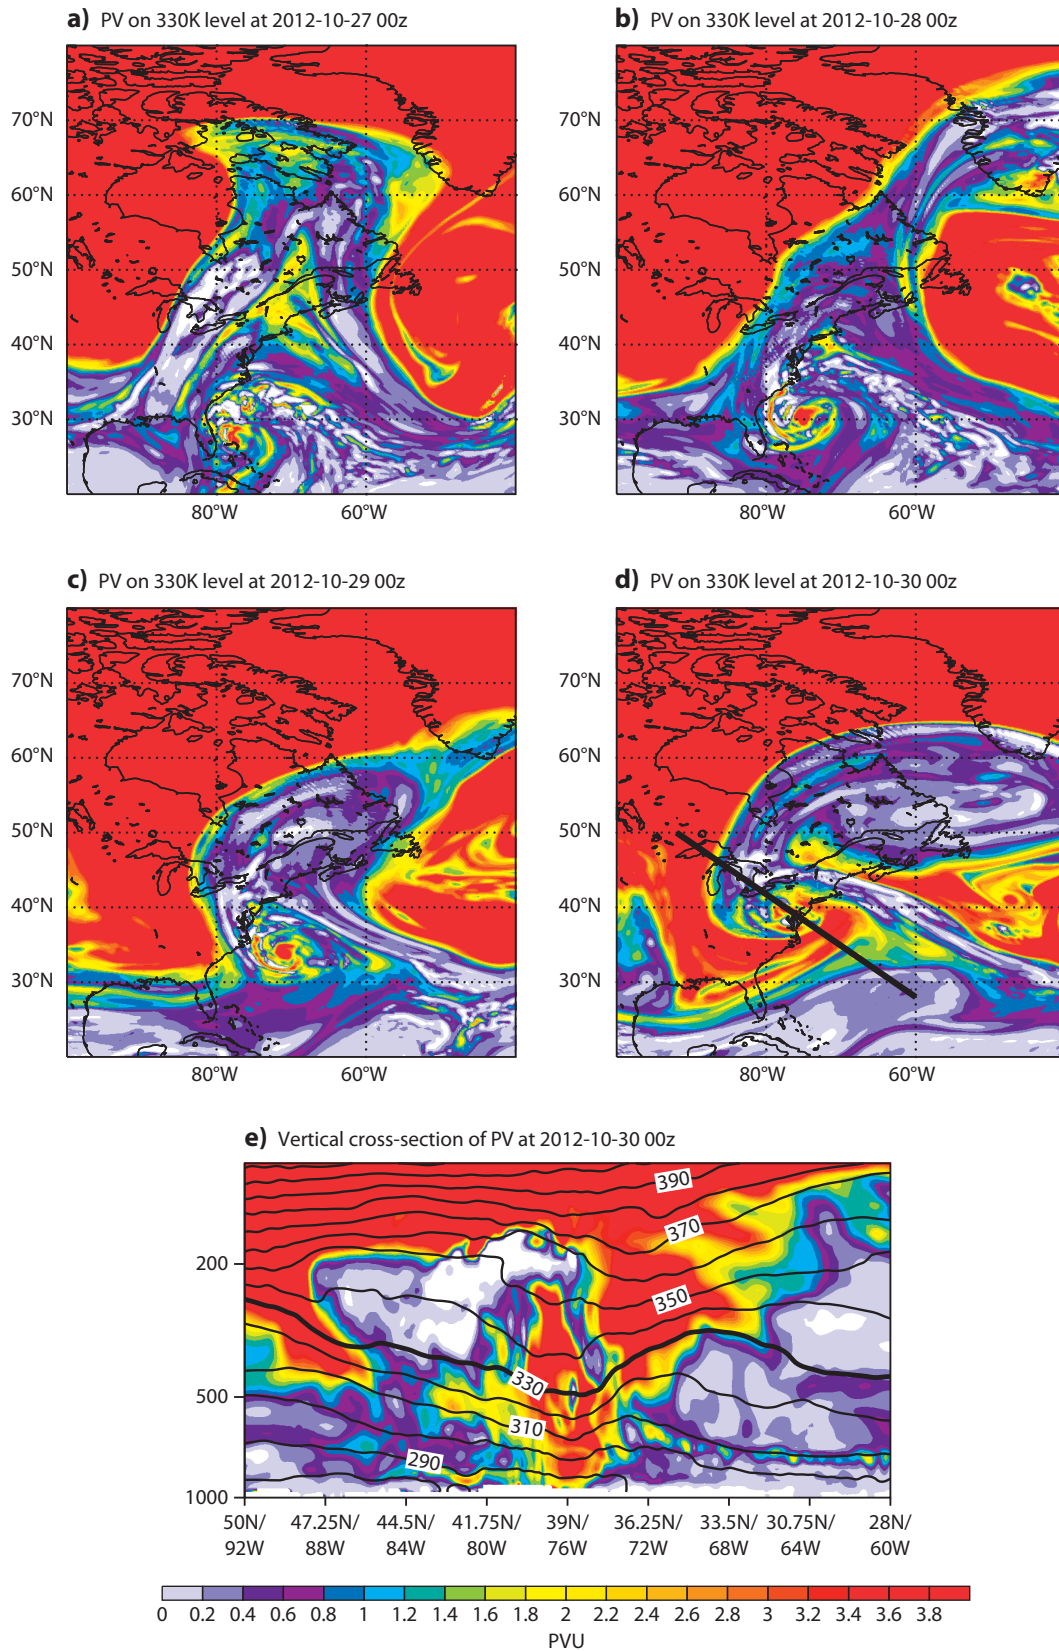 a) PV on 330K level at 2012-10-27 00z
b) PV on 330K level at 2012-10-28 00z
70°N
60°N
50°N
40°N
30°N
80°W 60°W
70°N
60°N
50°N
40°N
30°N
80°W 60°W
c) PV on 330K level at 2012-10-29 00z
d) PV on 330K level at 2012-10-30 00z
70°N
60°N
50°N
40°N
30°N
80°W 60°W
70°N
60°N
50°N
40°N
30°N
80°W 60°W
e) Vertical cross-section of PV at 2012-10-30 00z
390
370
200
350
330
500
310
290
1000
50N/ 47.25N/ 44.5N/ 41.75N/ 39N/ 36.25N/ 33.5N/ 30.75N/ 28N/
92W 88W 84W 80W 76W 72W 68W 64W 60W
0 0.2 0.4 0.6 0.8 1 1.2 1.4 1.6 1.8 2 2.2 2.4 2.6 2.8 3 3.2 3.4 3.6 3.8
PVU